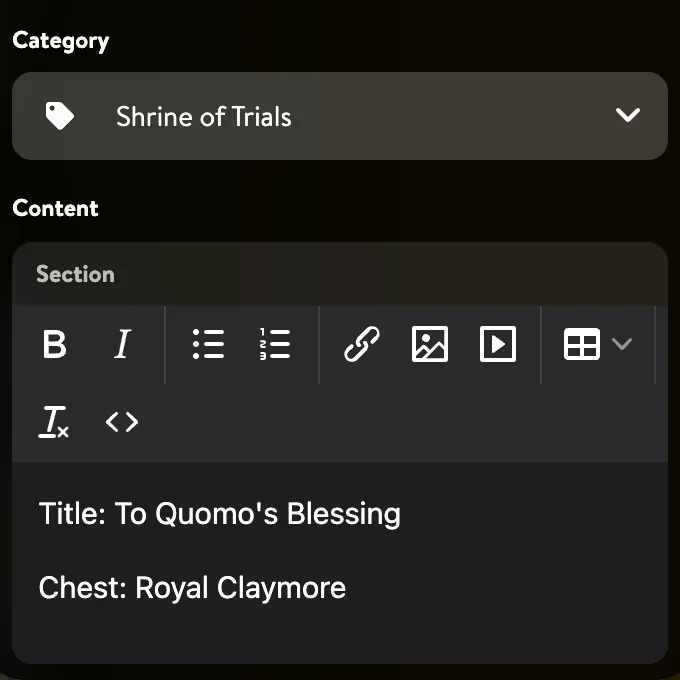 Category
Shrine of Trials
Content
Section
B I
Title: To Quomo's Blessing
Chest: Royal Claymore